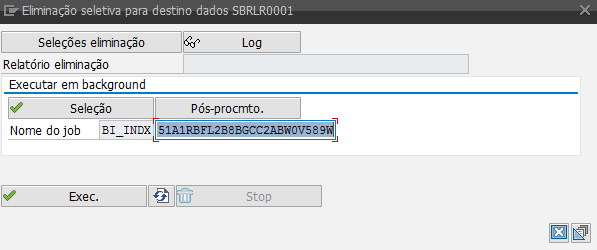 Eliminação seletiva para destino dados SBRLR0001
Seleções eliminação Log
Relatório eliminação
Executar em background
Seleção Pós-procmto.
Nome do job BI_INDX 51A1RBFL2B8BGCC2ABW0V589W
Exec. Stop